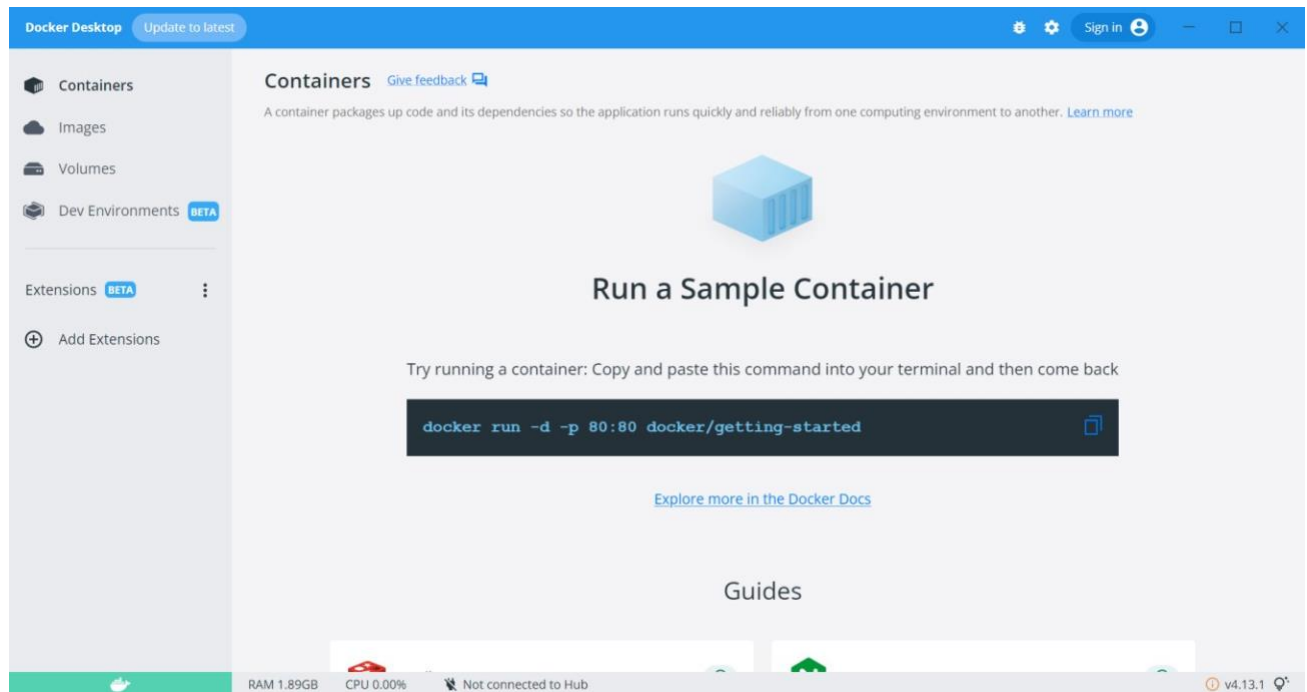 Docker Desktop Update to latest Sign in
Containers
Images
Volumes
Dev Environments BETA
Extensions BETA
Add Extensions
Containers Give feedback
A container packages up code and its dependencies so the application runs quickly and reliably from one computing environment to another. Learn more
Run a Sample Container
Try running a container: Copy and paste this command into your terminal and then come back
docker run -d -p 80:80 docker/getting-started
Explore more in the Docker Docs
Guides
RAM 1.89GB CPU 0.00% Not connected to Hub v4.13.1